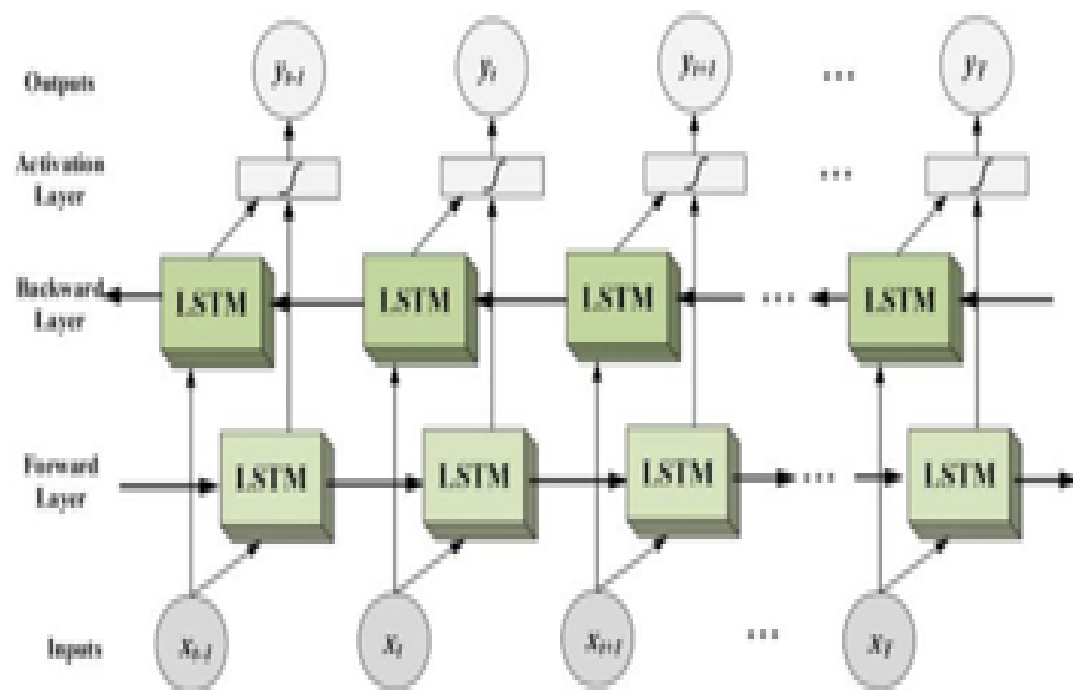 Outputs y_{t-1} y_t y_{t+1} ... y_T
Activation
Layer ...
Backward
Layer LSTM LSTM LSTM ... LSTM
Forward
Layer LSTM LSTM LSTM ... LSTM
Inputs x_{t-1} x_t x_{t+1} ... x_T